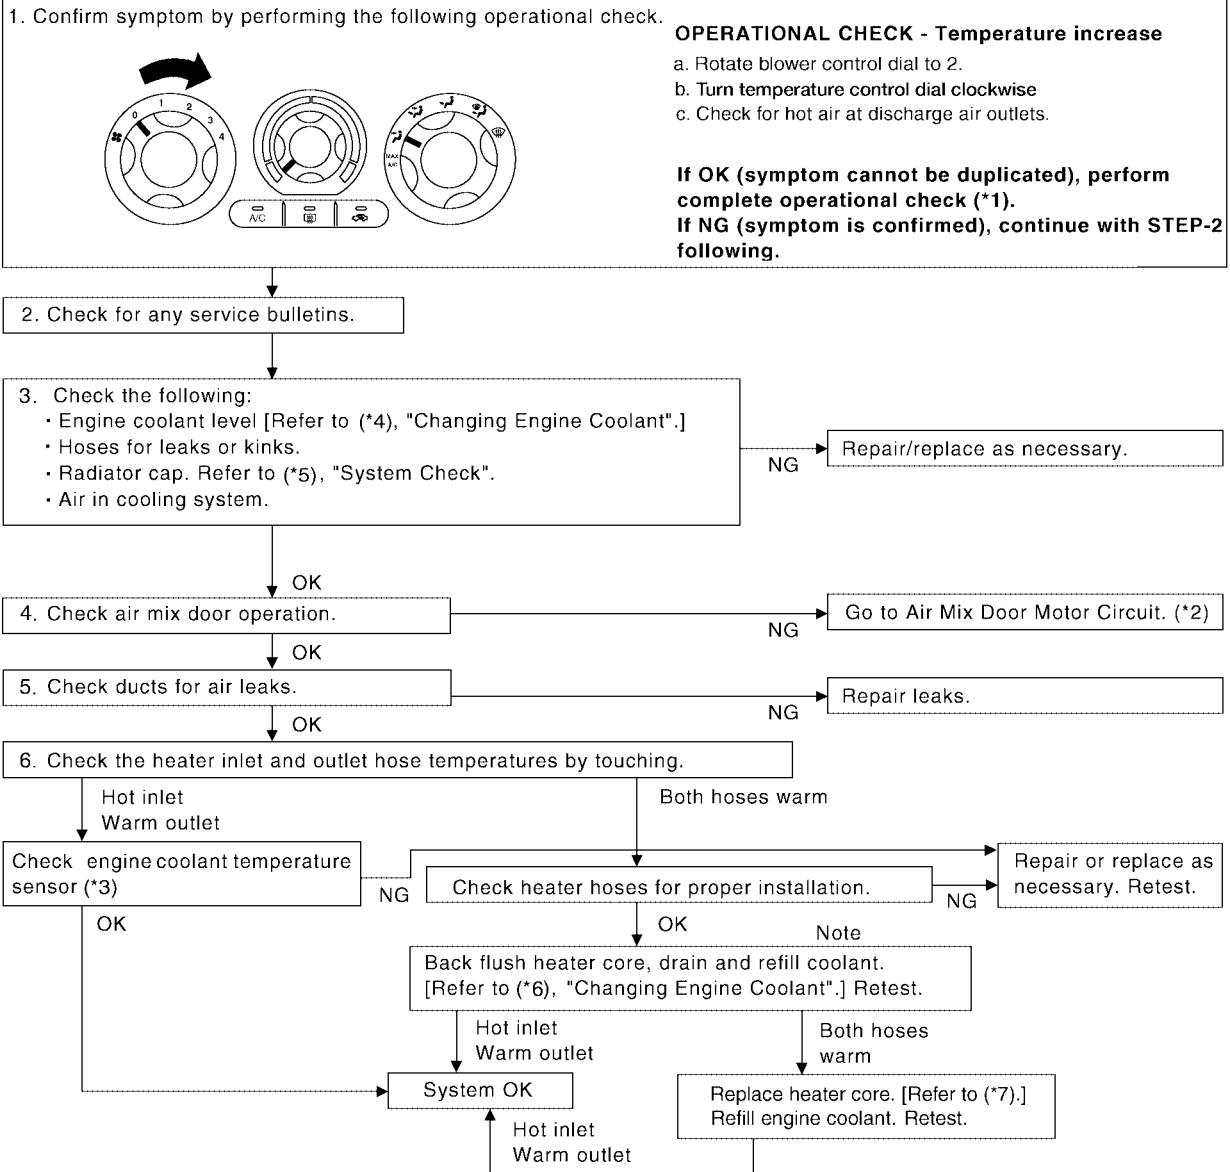 1. Confirm symptom by performing the following operational check.
OPERATIONAL CHECK - Temperature increase
a. Rotate blower control dial to 2.
b. Turn temperature control dial clockwise
c. Check for hot air at discharge air outlets.
If OK (symptom cannot be duplicated), perform
complete operational check (*1).
If NG (symptom is confirmed), continue with STEP-2
following.
0 1 2 3 4
MAX
A/C
A/C
2. Check for any service bulletins.
3. Check the following:
· Engine coolant level [Refer to (*4), "Changing Engine Coolant".]
· Hoses for leaks or kinks.
· Radiator cap. Refer to (*5), "System Check".
· Air in cooling system.
NG
Repair/replace as necessary.
OK
4. Check air mix door operation.
NG
Go to Air Mix Door Motor Circuit. (*2)
OK
5. Check ducts for air leaks.
NG
Repair leaks.
OK
6. Check the heater inlet and outlet hose temperatures by touching.
Hot inlet
Warm outlet
Both hoses warm
Check engine coolant temperature
sensor (*3)
NG
Check heater hoses for proper installation.
NG
Repair or replace as
necessary. Retest.
OK
OK
Note
Back flush heater core, drain and refill coolant.
[Refer to (*6), "Changing Engine Coolant".] Retest.
Hot inlet
Warm outlet
Both hoses
warm
System OK
Replace heater core. [Refer to (*7).]
Refill engine coolant. Retest.
Hot inlet
Warm outlet